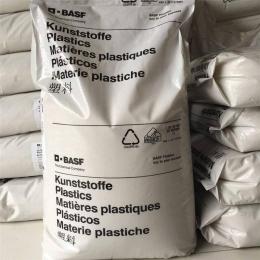 BASF
Kunststoffe
Plastics
Matières plastiques
Plásticos
Materie plastiche
塑料
BASF
Kunststoffe
Plastics
Matières plastiques
Plásticos
Materie plastiche
塑料